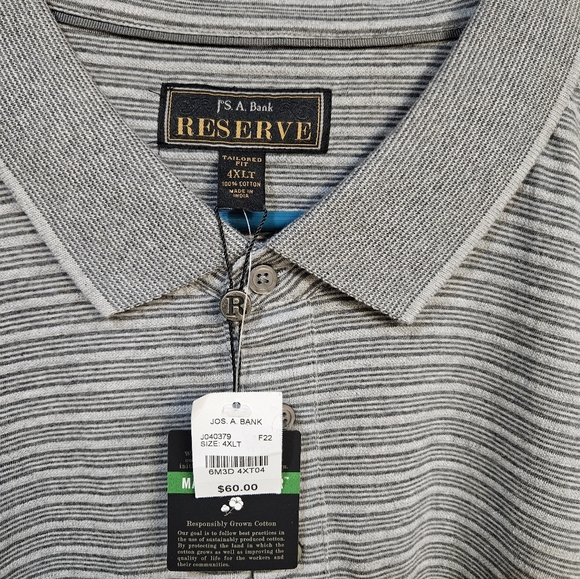 JoS. A. Bank
RESERVE
TAILORED
FIT
4XLT
100% COTTON
MADE IN
INDIA
R
JOS. A. BANK
J040379 F22
SIZE: 4XLT
6M3D 4XT04
$60.00
MA
Responsibly Grown Cotton
Our goal is to follow best practices in
the use of sustainably produced cotton.
By protecting the land in which the
cotton grows as well as improving the
quality of life for the workers and
their communities.